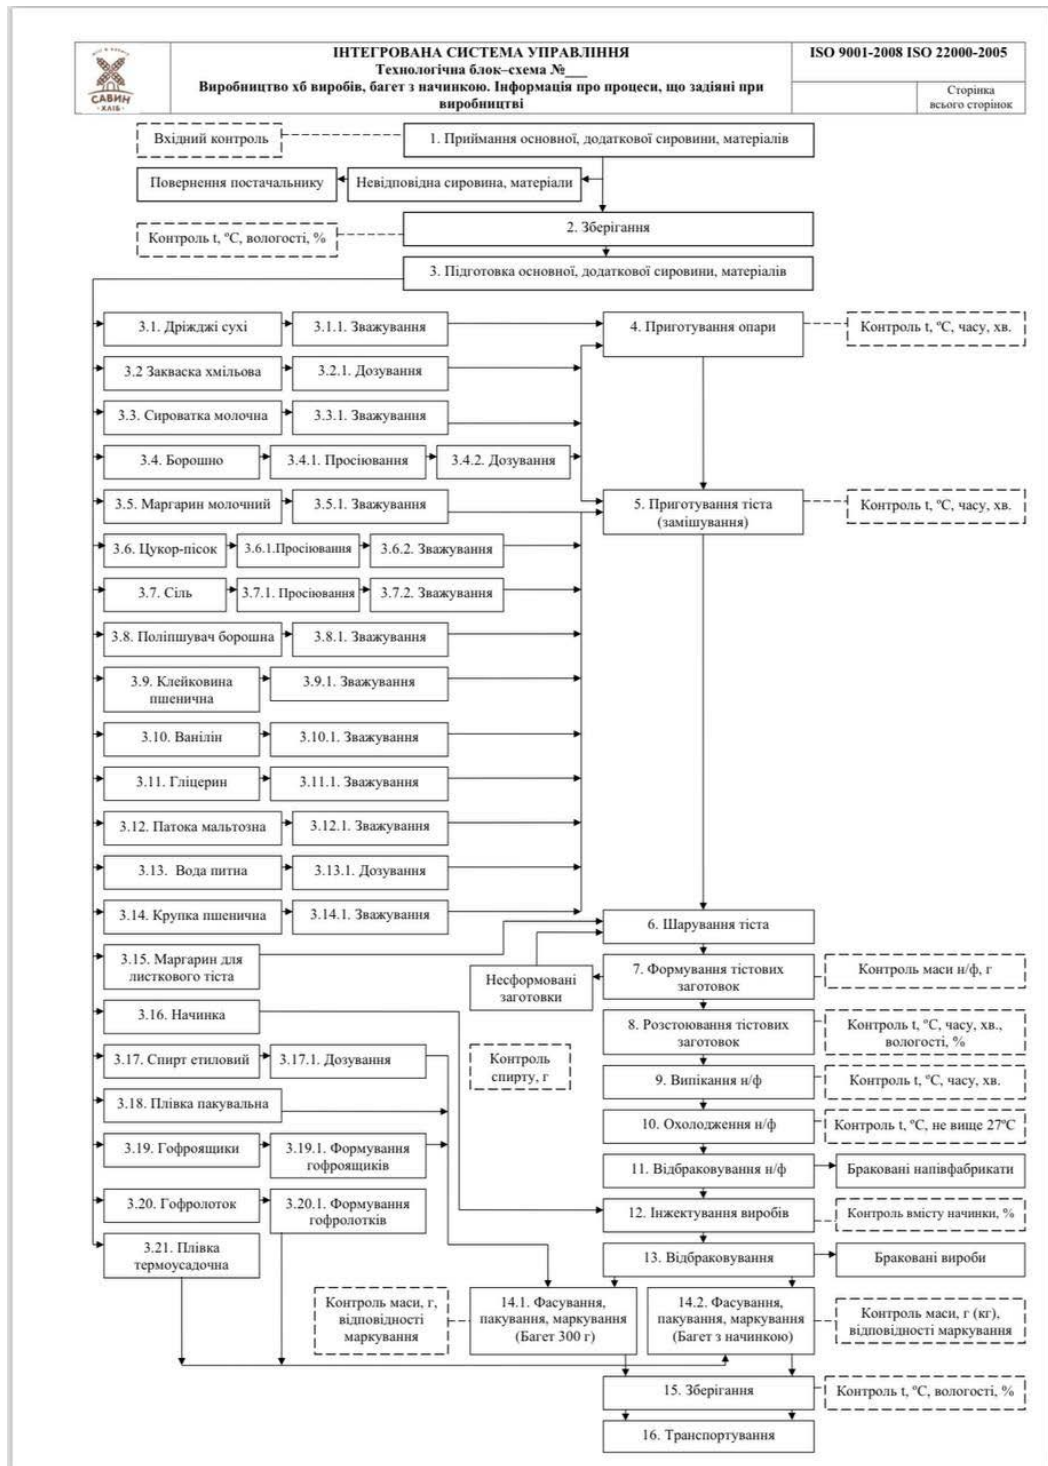 ІНТЕГРОВАНА СИСТЕМА УПРАВЛІННЯ
Технологічна блок–схема №___
Виробництво хб виробів, багет з начинкою. Інформація про процеси, що задіяні при
виробництві
ISO 9001-2008 ISO 22000-2005
Сторінка
всього сторінок
САВИН
ХЛІБ
Вхідний контроль
1. Приймання основної, додаткової сировини, матеріалів
Повернення постачальнику
Невідповідна сировина, матеріали
2. Зберігання
Контроль t, ºС, вологості, %
3. Підготовка основної, додаткової сировини, матеріалів
3.1. Дріжджі сухі
3.1.1. Зважування
4. Приготування опари
Контроль t, ºС, часу, хв.
3.2 Закваска хмільова
3.2.1. Дозування
3.3. Сироватка молочна
3.3.1. Зважування
3.4. Борошно
3.4.1. Просіювання
3.4.2. Дозування
3.5. Маргарин молочний
3.5.1. Зважування
5. Приготування тіста
(замішування)
Контроль t, ºС, часу, хв.
3.6. Цукор-пісок
3.6.1.Просіювання
3.6.2. Зважування
3.7. Сіль
3.7.1. Просіювання
3.7.2. Зважування
3.8. Поліпшувач борошна
3.8.1. Зважування
3.9. Клейковина
пшенична
3.9.1. Зважування
3.10. Ванілін
3.10.1. Зважування
3.11. Гліцерин
3.11.1. Зважування
3.12. Патока мальтозна
3.12.1. Зважування
3.13. Вода питна
3.13.1. Дозування
3.14. Крупка пшенична
3.14.1. Зважування
6. Шарування тіста
3.15. Маргарин для
листкового тіста
Несформовані
заготовки
7. Формування тістових
заготовок
Контроль маси н/ф, г
3.16. Начинка
8. Розстоювання тістових
заготовок
Контроль t, ºС, часу, хв.,
вологості, %
3.17. Спирт етиловий
3.17.1. Дозування
Контроль
спирту, г
9. Випікання н/ф
Контроль t, ºС, часу, хв.
3.18. Плівка пакувальна
10. Охолодження н/ф
Контроль t, ºС, не вище 27ºС
3.19. Гофроящики
3.19.1. Формування
гофроящиків
11. Відбраковування н/ф
Браковані напівфабрикати
3.20. Гофролоток
3.20.1. Формування
гофролотків
12. Інжектування виробів
Контроль вмісту начинки, %
3.21. Плівка
термоусадочна
13. Відбраковування
Браковані вироби
Контроль маси, г,
відповідності
маркування
14.1. Фасування,
пакування, маркування
(Багет 300 г)
14.2. Фасування,
пакування, маркування
(Багет з начинкою)
Контроль маси, г (кг),
відповідності маркування
15. Зберігання
Контроль t, ºС, вологості, %
16. Транспортування